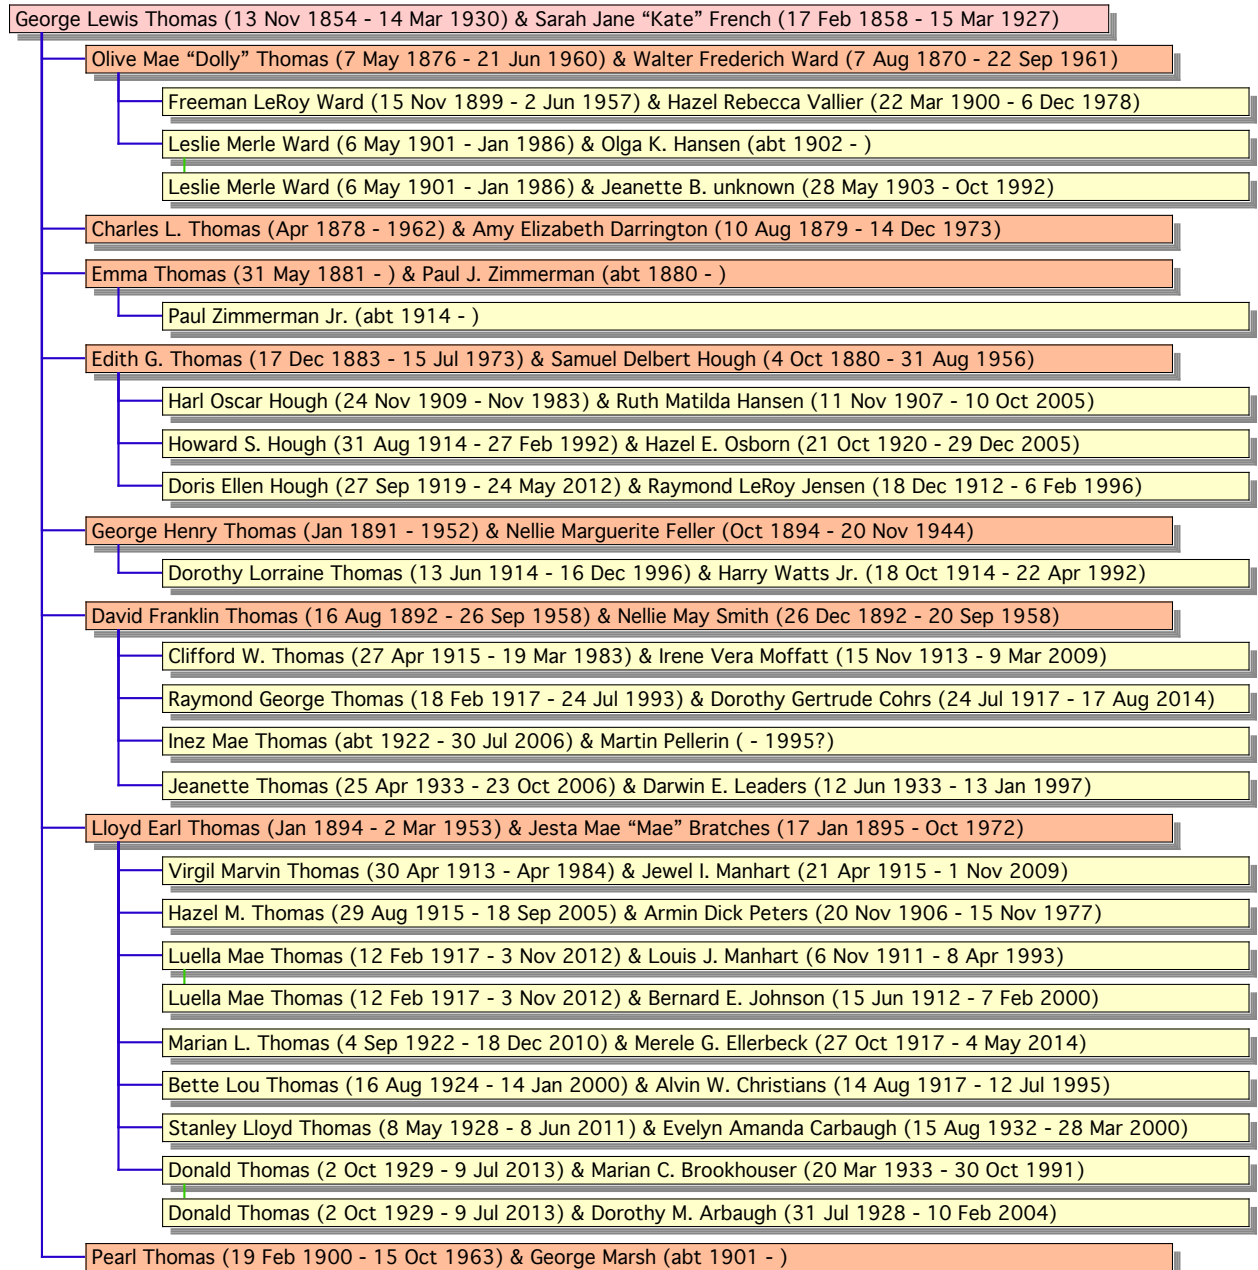 George Lewis Thomas (13 Nov 1854 - 14 Mar 1930) & Sarah Jane “Kate” French (17 Feb 1858 - 15 Mar 1927)
Olive Mae “Dolly” Thomas (7 May 1876 - 21 Jun 1960) & Walter Frederich Ward (7 Aug 1870 - 22 Sep 1961)
Freeman LeRoy Ward (15 Nov 1899 - 2 Jun 1957) & Hazel Rebecca Vallier (22 Mar 1900 - 6 Dec 1978)
Leslie Merle Ward (6 May 1901 - Jan 1986) & Olga K. Hansen (abt 1902 - )
Leslie Merle Ward (6 May 1901 - Jan 1986) & Jeanette B. unknown (28 May 1903 - Oct 1992)
Charles L. Thomas (Apr 1878 - 1962) & Amy Elizabeth Darrington (10 Aug 1879 - 14 Dec 1973)
Emma Thomas (31 May 1881 - ) & Paul J. Zimmerman (abt 1880 - )
Paul Zimmerman Jr. (abt 1914 - )
Edith G. Thomas (17 Dec 1883 - 15 Jul 1973) & Samuel Delbert Hough (4 Oct 1880 - 31 Aug 1956)
Harl Oscar Hough (24 Nov 1909 - Nov 1983) & Ruth Matilda Hansen (11 Nov 1907 - 10 Oct 2005)
Howard S. Hough (31 Aug 1914 - 27 Feb 1992) & Hazel E. Osborn (21 Oct 1920 - 29 Dec 2005)
Doris Ellen Hough (27 Sep 1919 - 24 May 2012) & Raymond LeRoy Jensen (18 Dec 1912 - 6 Feb 1996)
George Henry Thomas (Jan 1891 - 1952) & Nellie Marguerite Feller (Oct 1894 - 20 Nov 1944)
Dorothy Lorraine Thomas (13 Jun 1914 - 16 Dec 1996) & Harry Watts Jr. (18 Oct 1914 - 22 Apr 1992)
David Franklin Thomas (16 Aug 1892 - 26 Sep 1958) & Nellie May Smith (26 Dec 1892 - 20 Sep 1958)
Clifford W. Thomas (27 Apr 1915 - 19 Mar 1983) & Irene Vera Moffatt (15 Nov 1913 - 9 Mar 2009)
Raymond George Thomas (18 Feb 1917 - 24 Jul 1993) & Dorothy Gertrude Cohrs (24 Jul 1917 - 17 Aug 2014)
Inez Mae Thomas (abt 1922 - 30 Jul 2006) & Martin Pellerin ( - 1995?)
Jeanette Thomas (25 Apr 1933 - 23 Oct 2006) & Darwin E. Leaders (12 Jun 1933 - 13 Jan 1997)
Lloyd Earl Thomas (Jan 1894 - 2 Mar 1953) & Jesta Mae “Mae” Bratches (17 Jan 1895 - Oct 1972)
Virgil Marvin Thomas (30 Apr 1913 - Apr 1984) & Jewel I. Manhart (21 Apr 1915 - 1 Nov 2009)
Hazel M. Thomas (29 Aug 1915 - 18 Sep 2005) & Armin Dick Peters (20 Nov 1906 - 15 Nov 1977)
Luella Mae Thomas (12 Feb 1917 - 3 Nov 2012) & Louis J. Manhart (6 Nov 1911 - 8 Apr 1993)
Luella Mae Thomas (12 Feb 1917 - 3 Nov 2012) & Bernard E. Johnson (15 Jun 1912 - 7 Feb 2000)
Marian L. Thomas (4 Sep 1922 - 18 Dec 2010) & Merele G. Ellerbeck (27 Oct 1917 - 4 May 2014)
Bette Lou Thomas (16 Aug 1924 - 14 Jan 2000) & Alvin W. Christians (14 Aug 1917 - 12 Jul 1995)
Stanley Lloyd Thomas (8 May 1928 - 8 Jun 2011) & Evelyn Amanda Carbaugh (15 Aug 1932 - 28 Mar 2000)
Donald Thomas (2 Oct 1929 - 9 Jul 2013) & Marian C. Brookhouser (20 Mar 1933 - 30 Oct 1991)
Donald Thomas (2 Oct 1929 - 9 Jul 2013) & Dorothy M. Arbaugh (31 Jul 1928 - 10 Feb 2004)
Pearl Thomas (19 Feb 1900 - 15 Oct 1963) & George Marsh (abt 1901 - )